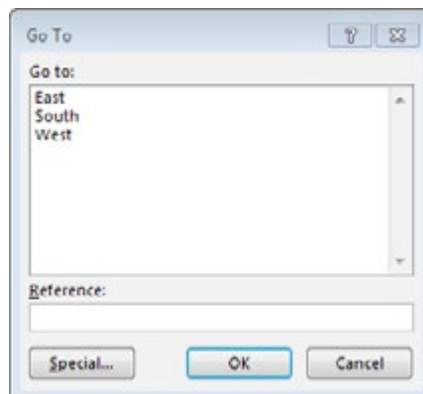 Go To
Go to:
East
South
West
Reference:
Special...
OK
Cancel